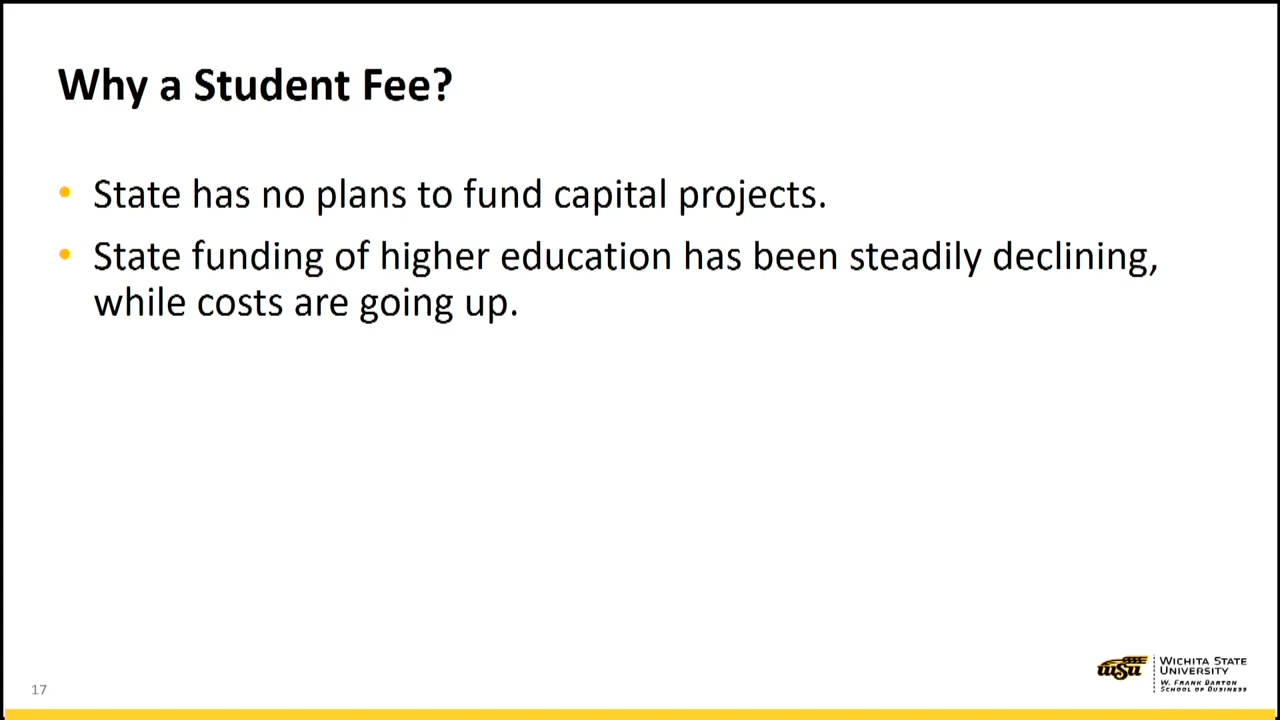 Why a Student Fee?
• State has no plans to fund capital projects.
• State funding of higher education has been steadily declining,
while costs are going up.
17
WSU
WICHITA STATE
UNIVERSITY
W. FRANK BARTON
SCHOOL OF BUSINESS